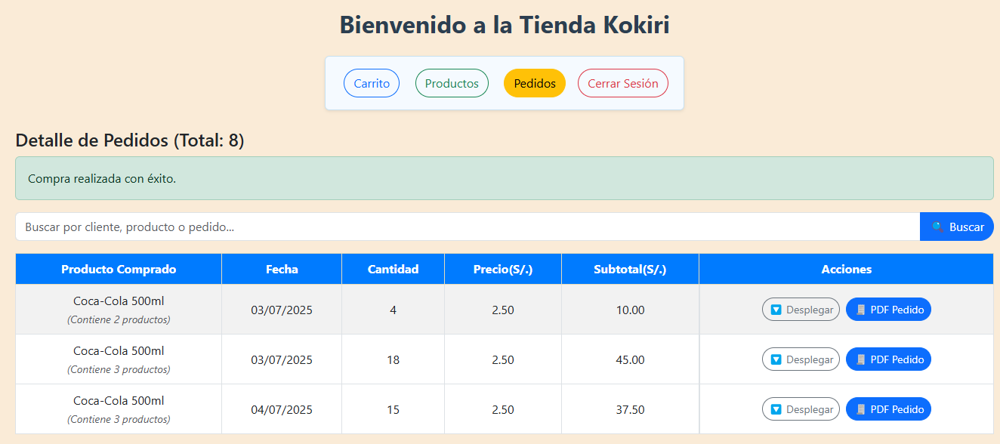 Bienvenido a la Tienda Kokiri
Carrito Productos Pedidos Cerrar Sesión
Detalle de Pedidos (Total: 8)
Compra realizada con éxito.
Buscar por cliente, producto o pedido... Buscar
Producto Comprado Fecha Cantidad Precio(S/.) Subtotal(S/.) Acciones
Coca-Cola 500ml
(Contiene 2 productos) 03/07/2025 4 2.50 10.00 Desplegar PDF Pedido
Coca-Cola 500ml
(Contiene 3 productos) 03/07/2025 18 2.50 45.00 Desplegar PDF Pedido
Coca-Cola 500ml
(Contiene 3 productos) 04/07/2025 15 2.50 37.50 Desplegar PDF Pedido